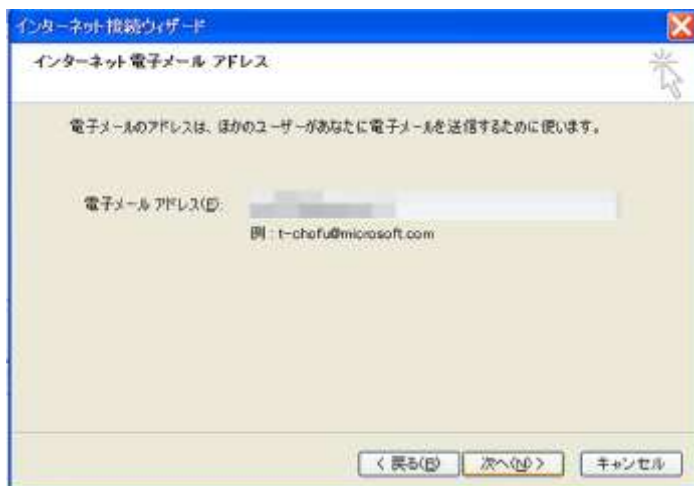 インターネット接続ウィザード
インターネット電子メール アドレス
電子メールのアドレスは、ほかのユーザーがあなたに電子メールを送信するために使います。
電子メール アドレス(E):
例 : t-chofu@microsoft.com
< 戻る(B) 次へ(N) > キャンセル